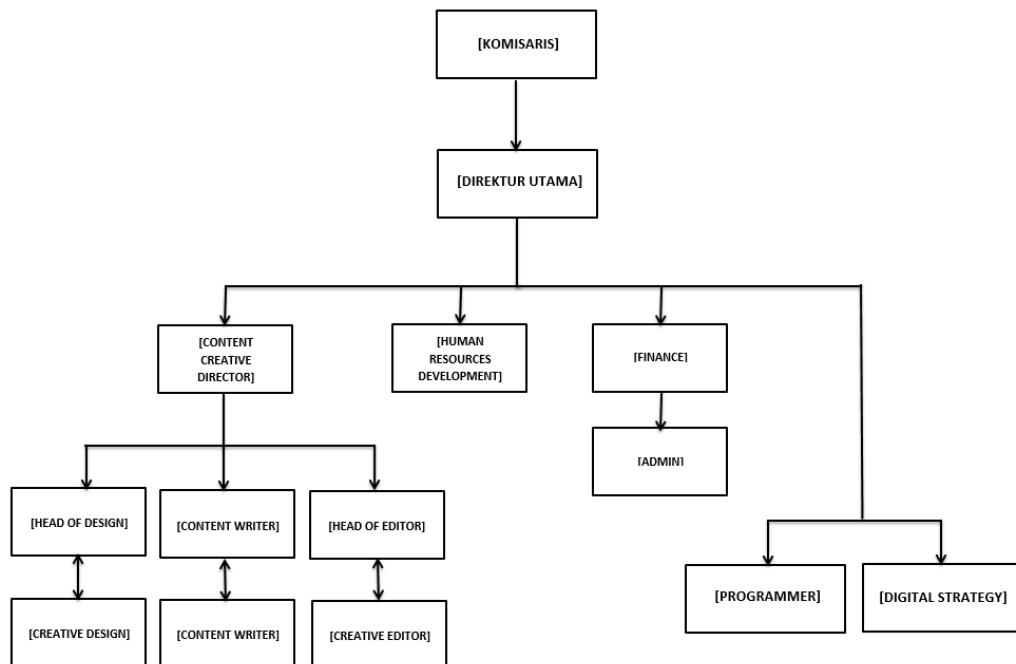 [KOMISARIS]
[DIREKTUR UTAMA]
[CONTENT
CREATIVE
DIRECTOR]
[HUMAN
RESOURCES
DEVELOPMENT]
[FINANCE]
[ADMIN]
[HEAD OF DESIGN]
[CONTENT WRITER]
[HEAD OF EDITOR]
[PROGRAMMER]
[DIGITAL STRATEGY]
[CREATIVE DESIGN]
[CONTENT WRITER]
[CREATIVE EDITOR]